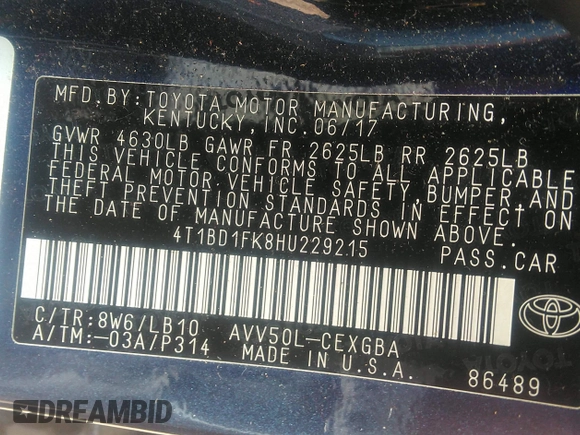 MFD.BY:TOYOTA MOTOR MANUFACTURING,
KENTUCKY,INC.06/17
GVWR 4630LB GAWR FR 2625LB RR 2625LB
THIS VEHICLE CONFORMS TO ALL APPLICABLE
FEDERAL MOTOR VEHICLE SAFETY,BUMPER,AND
THEFT PREVENTION STANDARDS IN EFFECT ON
THE DATE OF MANUFACTURE SHOWN ABOVE.
4T1BD1FK8HU229215 PASS.CAR
C/TR:8W6/LB10 AVV50L-CEXGBA
A/TM:-03A/P314 MADE IN U.S.A. 86489
DREAMBID